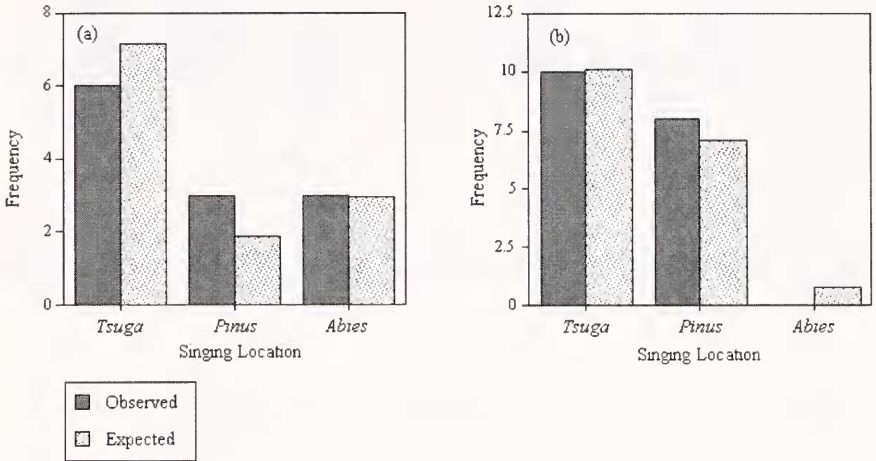 (a)
8
6
4
2
0
Frequency
Tsuga Pinus Abies
Singing Location
(b)
12.5
10
7.5
5
2.5
0
Frequency
Tsuga Pinus Abies
Singing Location
Observed
Expected